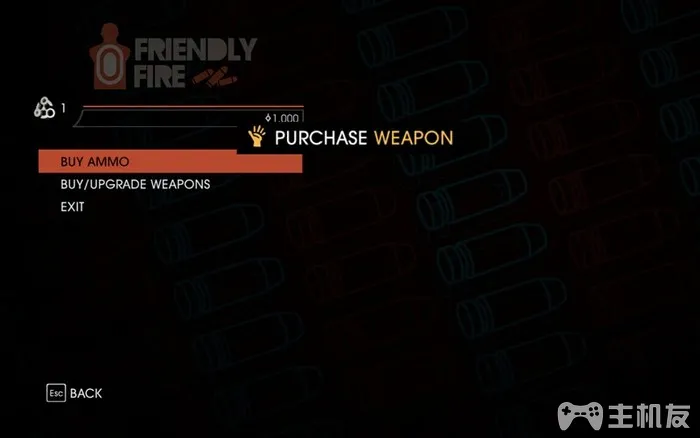 FRIENDLY
FIRE
1
1,000
PURCHASE WEAPON
BUY AMMO
BUY/UPGRADE WEAPONS
EXIT
Esc BACK
主机友